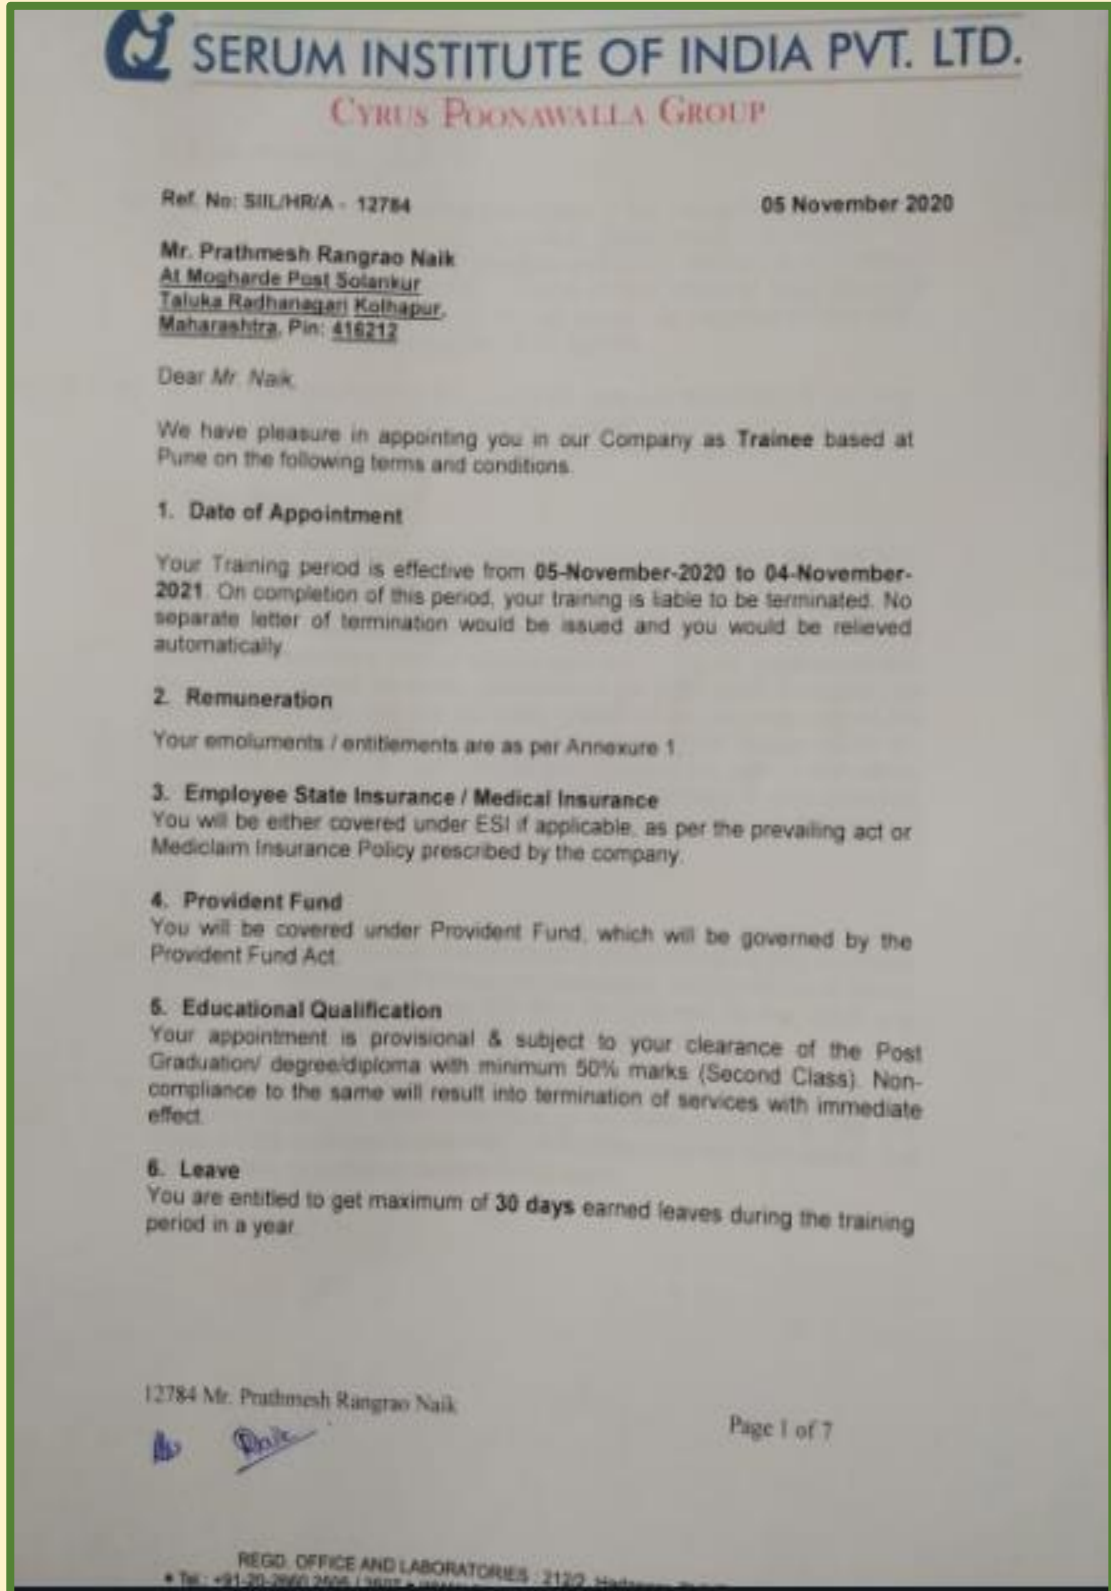 SERUM INSTITUTE OF INDIA PVT. LTD.
CYRUS POONAWALLA GROUP
Ref. No: SIIL/HR/A - 12784
05 November 2020
Mr. Prathmesh Rangrao Naik
At Mogharde Post Solankur
Taluka Radhanagari Kolhapur,
Maharashtra, Pin: 416212
Dear Mr. Naik,
We have pleasure in appointing you in our Company as Trainee based at
Pune on the following terms and conditions.
1. Date of Appointment
Your Training period is effective from 05-November-2020 to 04-November-
2021. On completion of this period, your training is liable to be terminated. No
separate letter of termination would be issued and you would be relieved
automatically.
2. Remuneration
Your emoluments / entitlements are as per Annexure 1.
3. Employee State Insurance / Medical Insurance
You will be either covered under ESI if applicable, as per the prevailing act or
Mediclaim Insurance Policy prescribed by the company.
4. Provident Fund
You will be covered under Provident Fund, which will be governed by the
Provident Fund Act.
5. Educational Qualification
Your appointment is provisional & subject to your clearance of the Post
Graduation/ degree/diploma with minimum 50% marks (Second Class). Non-
compliance to the same will result into termination of services with immediate
effect.
6. Leave
You are entitled to get maximum of 30 days earned leaves during the training
period in a year.
12784 Mr. Prathmesh Rangrao Naik
Page 1 of 7
REGD. OFFICE AND LABORATORIES : 212/2,
Tel : +91-20-2660